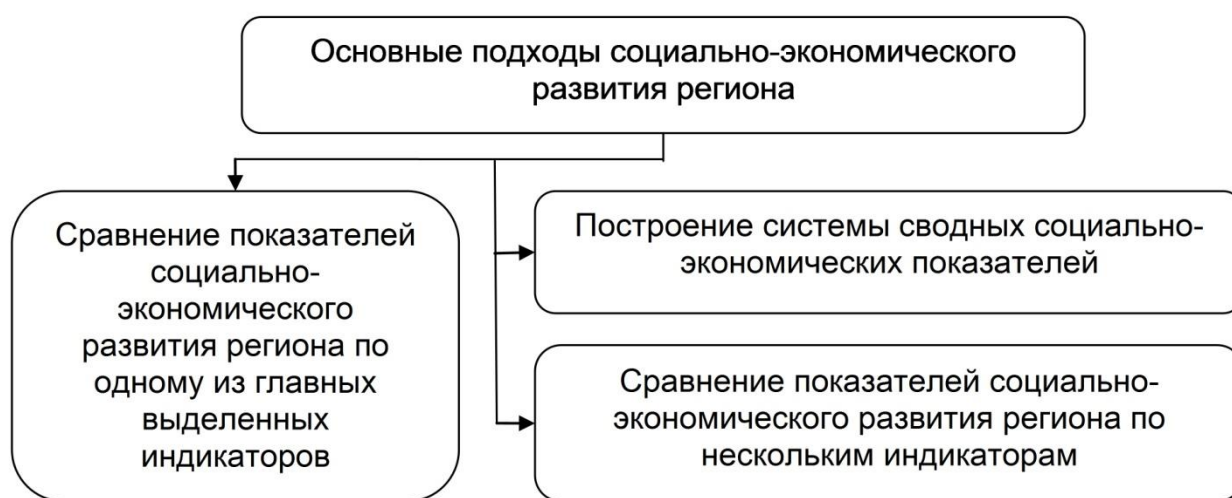 Основные подходы социально-экономического
развития региона
Сравнение показателей
социально-
экономического
развития региона по
одному из главных
выделенных
индикаторов
Построение системы сводных социально-
экономических показателей
Сравнение показателей социально-
экономического развития региона по
нескольким индикаторам